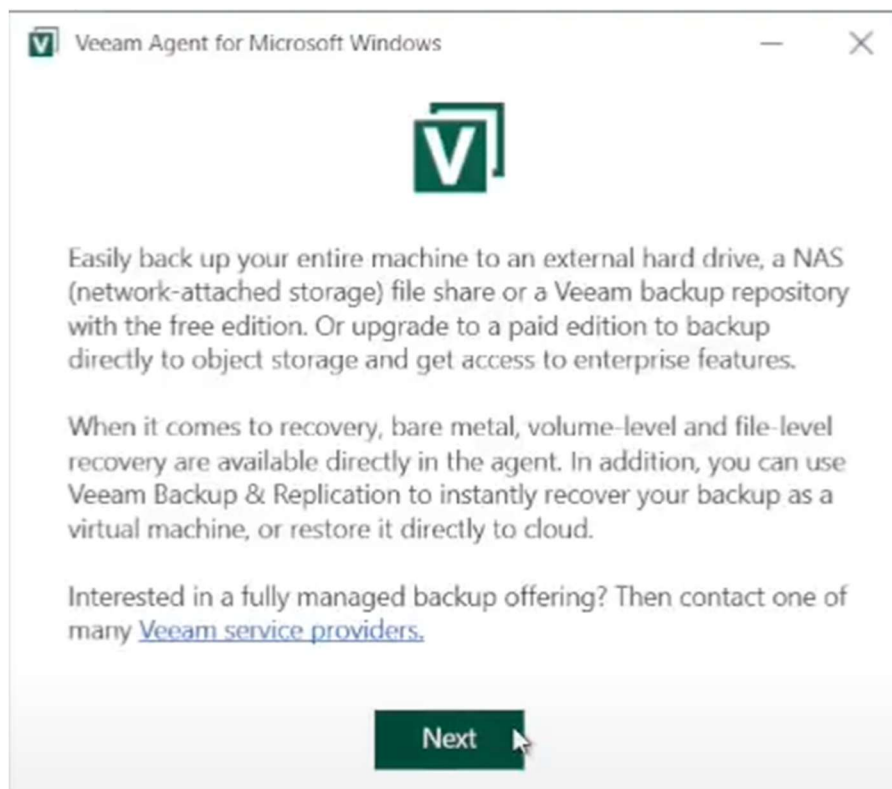 Veeam Agent for Microsoft Windows
V
Easily back up your entire machine to an external hard drive, a NAS
(network-attached storage) file share or a Veeam backup repository
with the free edition. Or upgrade to a paid edition to backup
directly to object storage and get access to enterprise features.
When it comes to recovery, bare metal, volume-level and file-level
recovery are available directly in the agent. In addition, you can use
Veeam Backup & Replication to instantly recover your backup as a
virtual machine, or restore it directly to cloud.
Interested in a fully managed backup offering? Then contact one of
many Veeam service providers.
Next